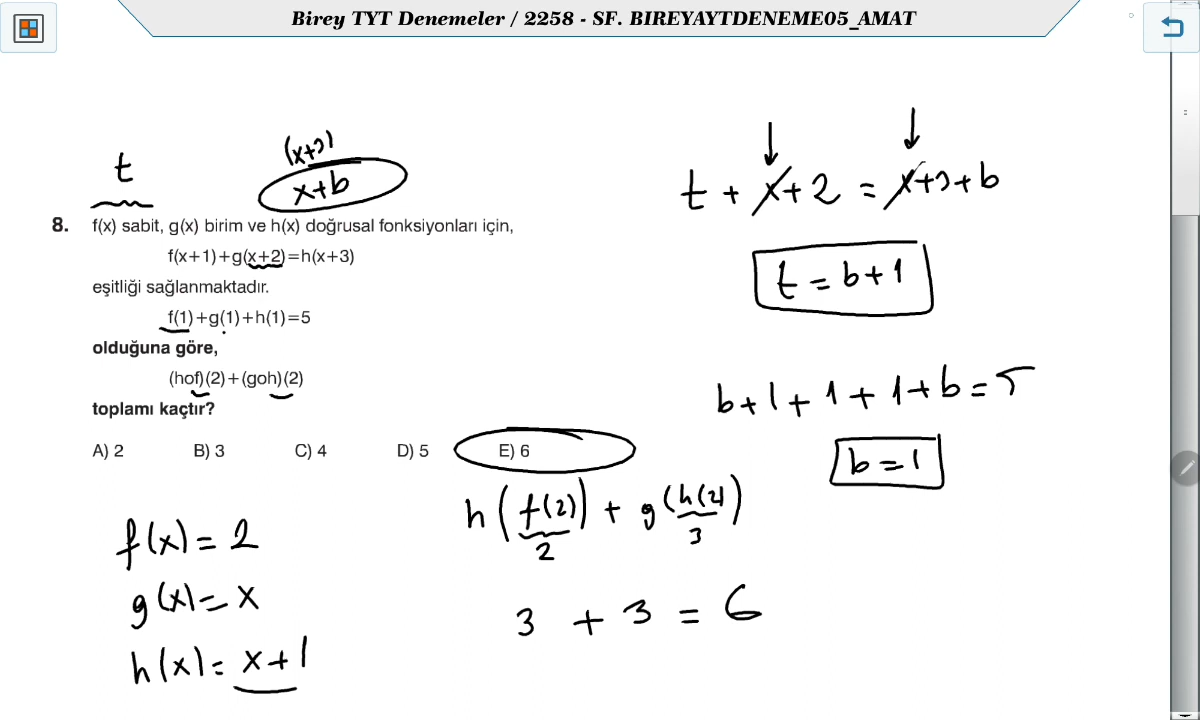 Birey TYT Denemeler / 2258 - SF. BIREYAYTDENEME05_AMAT
t
(x+3)
x+b
8. f(x) sabit, g(x) birim ve h(x) doğrusal fonksiyonları için,
f(x+1)+g(x+2)=h(x+3)
eşitliği sağlanmaktadır.
f(1)+g(1)+h(1)=5
olduğuna göre,
(hof)(2)+(goh)(2)
toplamı kaçtır?
A) 2 B) 3 C) 4 D) 5 E) 6
t + x+2 = x+3+b
t = b+1
b+1+1+1+b=5
b=1
h(f(2)) + g(h(2))
2 3
3 + 3 = 6
f(x) = 2
g(x) = x
h(x) = x+1